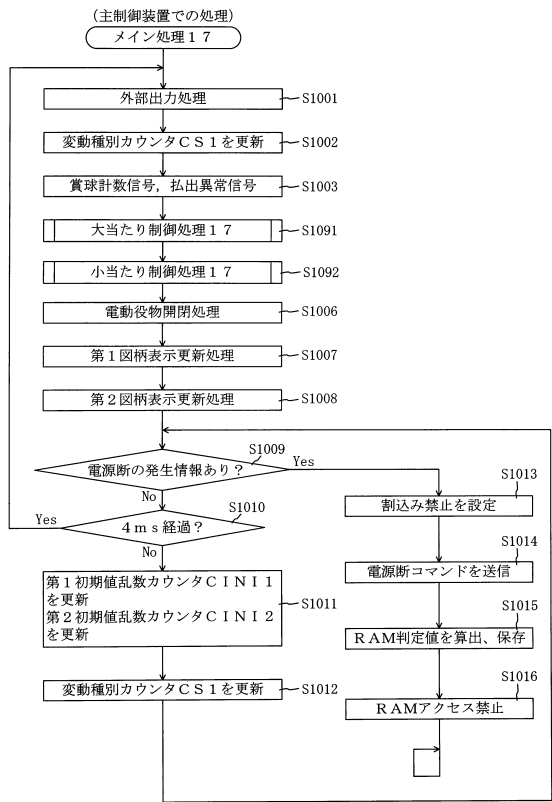 (主制御装置での処理)
メイン処理17
外部出力処理
S1001
変動種別カウンタCS1を更新
S1002
賞球計数信号,払出異常信号
S1003
大当たり制御処理17
S1091
小当たり制御処理17
S1092
電動役物開閉処理
S1006
第1図柄表示更新処理
S1007
第2図柄表示更新処理
S1008
電源断の発生情報あり?
S1009
Yes
No
4ms経過?
S1010
Yes
No
第1初期値乱数カウンタCINI1
を更新
第2初期値乱数カウンタCINI2
を更新
S1011
変動種別カウンタCS1を更新
S1012
割込み禁止を設定
S1013
電源断コマンドを送信
S1014
RAM判定値を算出、保存
S1015
RAMアクセス禁止
S1016